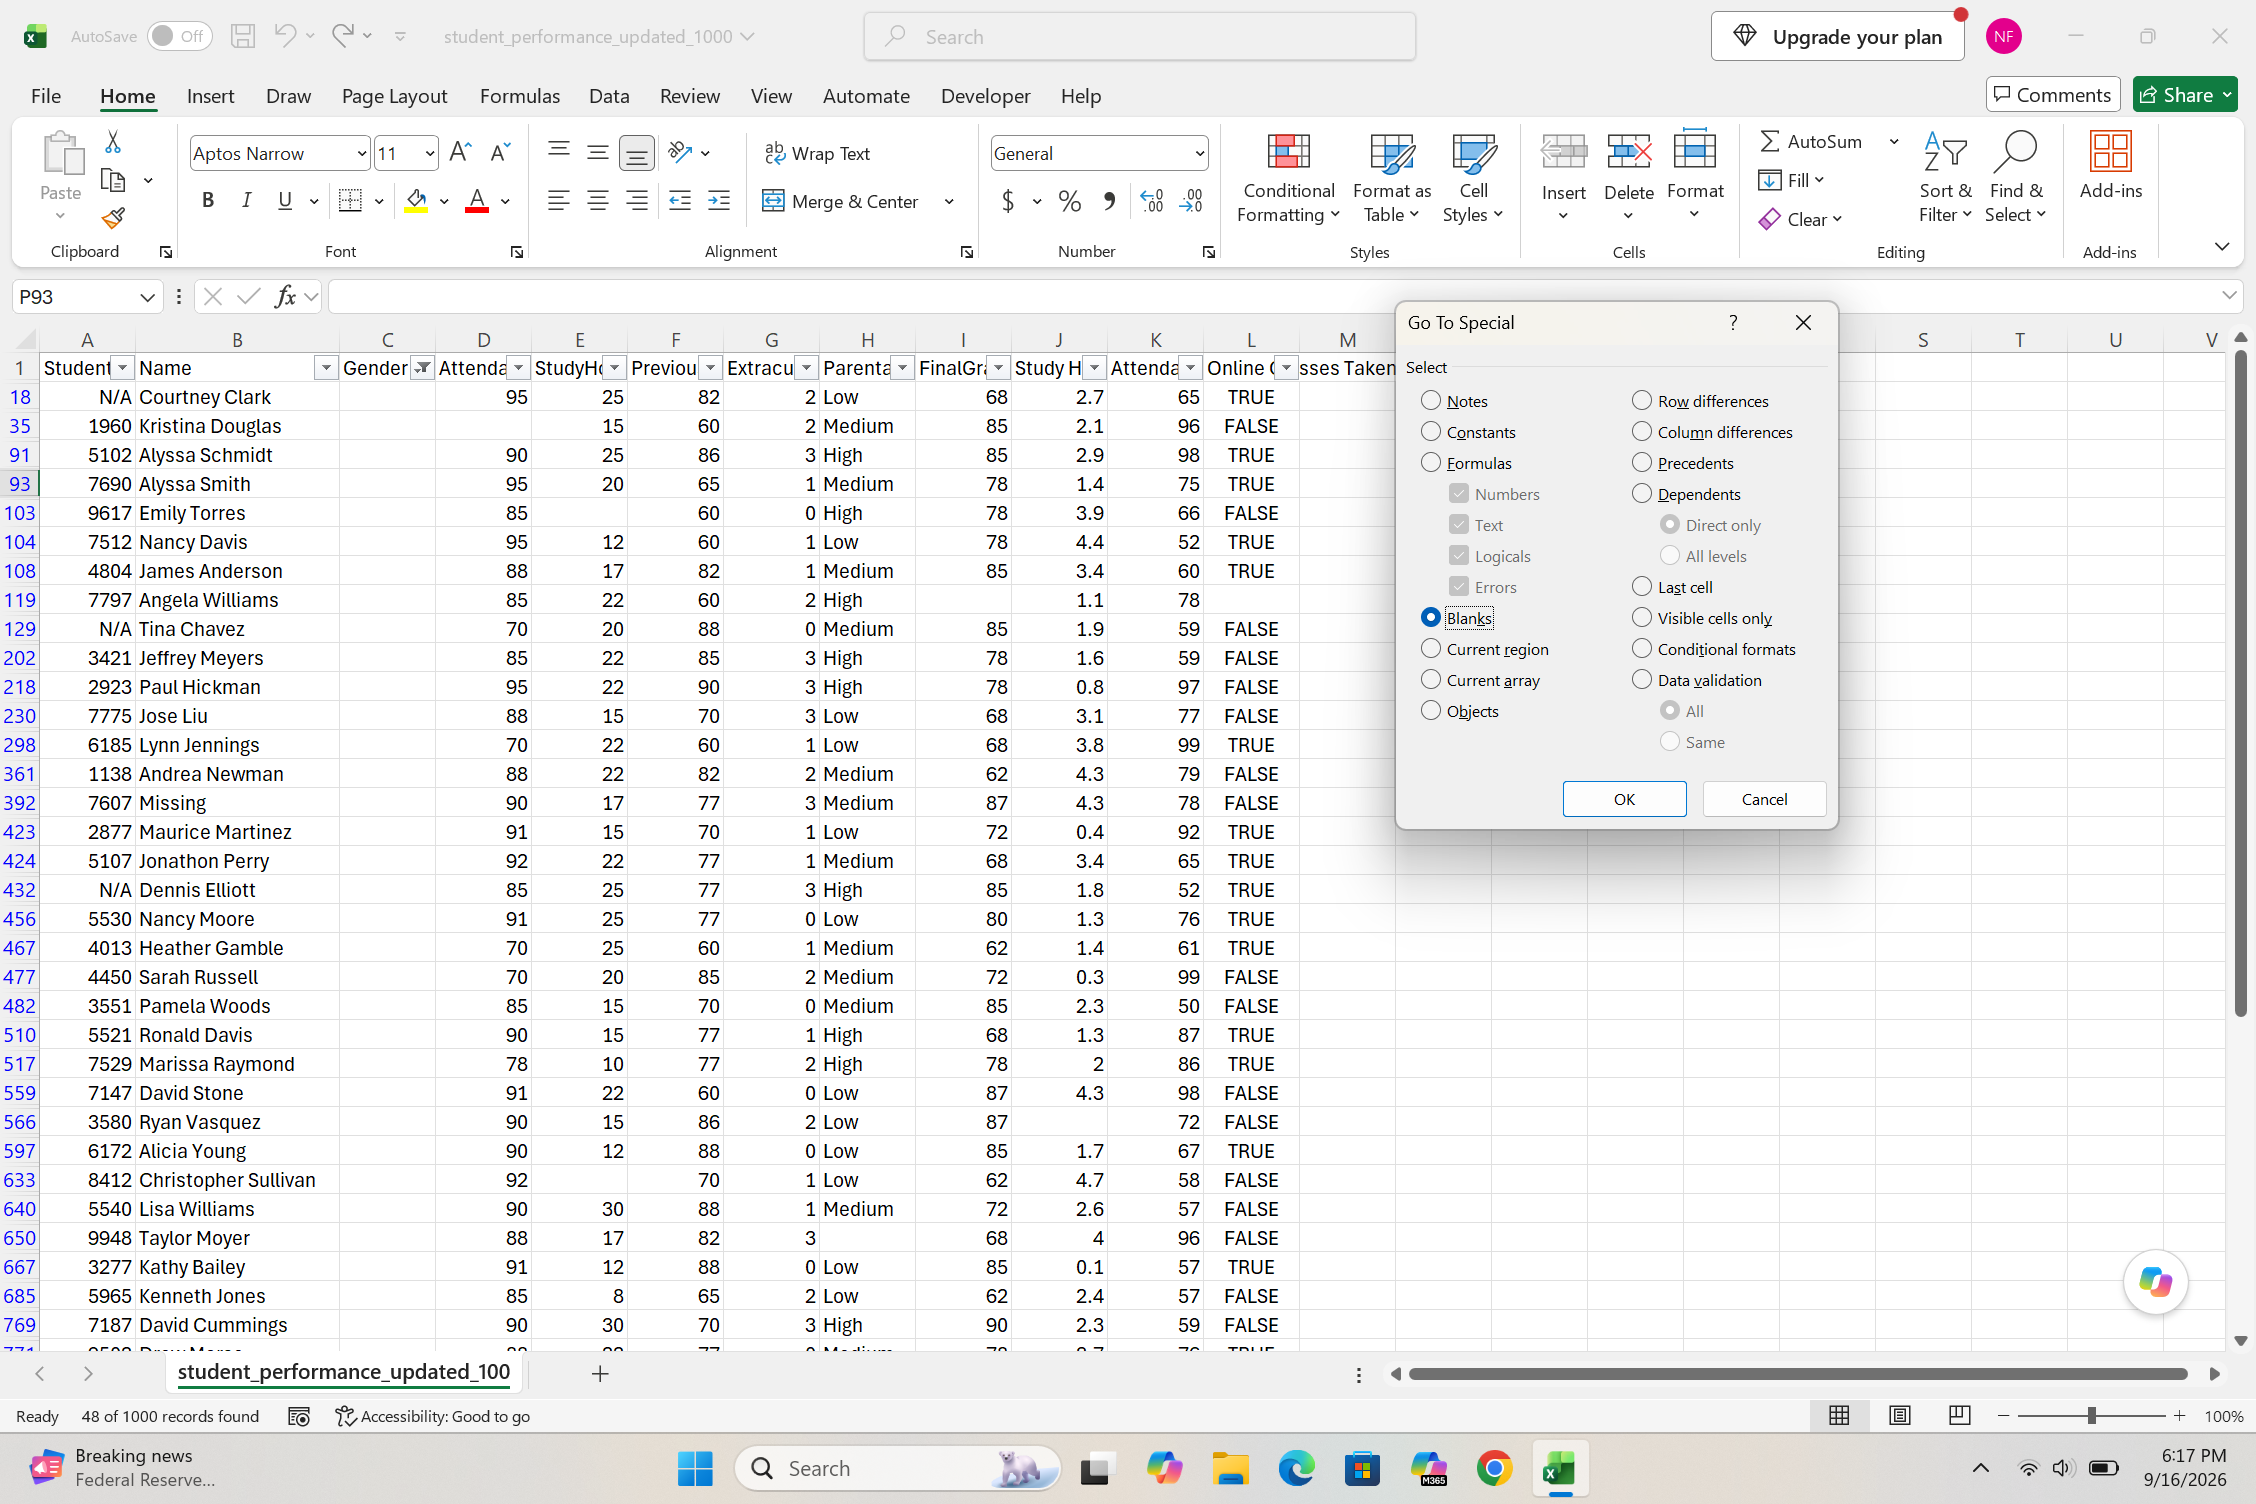 AutoSave Off student_performance_updated_1000 Search Upgrade your plan NF
File Home Insert Draw Page Layout Formulas Data Review View Automate Developer Help Comments Share
Paste Aptos Narrow 11 Wrap Text General Conditional Formatting Format as Table Cell Styles Insert Delete Format AutoSum Fill Clear Sort & Filter Find & Select Add-ins
B I U A Merge & Center $ % , .00
Clipboard Font Alignment Number Styles Cells Editing Add-ins
P93 fx
A B C D E F G H I J K L M S T U V
1 Student Name Gender Attenda StudyHo Previou Extracu Parenta FinalGra Study H Attenda Online C sses Taken
18 N/A Courtney Clark 95 25 82 2 Low 68 2.7 65 TRUE
35 1960 Kristina Douglas 15 60 2 Medium 85 2.1 96 FALSE
91 5102 Alyssa Schmidt 90 25 86 3 High 85 2.9 98 TRUE
93 7690 Alyssa Smith 95 20 65 1 Medium 78 1.4 75 TRUE
103 9617 Emily Torres 85 60 0 High 78 3.9 66 FALSE
104 7512 Nancy Davis 95 12 60 1 Low 78 4.4 52 TRUE
108 4804 James Anderson 88 17 82 1 Medium 85 3.4 60 TRUE
119 7797 Angela Williams 85 22 60 2 High 1.1 78
129 N/A Tina Chavez 70 20 88 0 Medium 85 1.9 59 FALSE
202 3421 Jeffrey Meyers 85 22 85 3 High 78 1.6 59 FALSE
218 2923 Paul Hickman 95 22 90 3 High 78 0.8 97 FALSE
230 7775 Jose Liu 88 15 70 3 Low 68 3.1 77 FALSE
298 6185 Lynn Jennings 70 22 60 1 Low 68 3.8 99 TRUE
361 1138 Andrea Newman 88 22 82 2 Medium 62 4.3 79 FALSE
392 7607 Missing 90 17 77 3 Medium 87 4.3 78 FALSE
423 2877 Maurice Martinez 91 15 70 1 Low 72 0.4 92 TRUE
424 5107 Jonathon Perry 92 22 77 1 Medium 68 3.4 65 TRUE
432 N/A Dennis Elliott 85 25 77 3 High 85 1.8 52 TRUE
456 5530 Nancy Moore 91 25 77 0 Low 80 1.3 76 TRUE
467 4013 Heather Gamble 70 25 60 1 Medium 62 1.4 61 TRUE
477 4450 Sarah Russell 70 20 85 2 Medium 72 0.3 99 FALSE
482 3551 Pamela Woods 85 15 70 0 Medium 85 2.3 50 FALSE
510 5521 Ronald Davis 90 15 77 1 High 68 1.3 87 TRUE
517 7529 Marissa Raymond 78 10 77 2 High 78 2 86 TRUE
559 7147 David Stone 91 22 60 0 Low 87 4.3 98 FALSE
566 3580 Ryan Vasquez 90 15 86 2 Low 87 72 FALSE
597 6172 Alicia Young 90 12 88 0 Low 85 1.7 67 TRUE
633 8412 Christopher Sullivan 92 70 1 Low 62 4.7 58 FALSE
640 5540 Lisa Williams 90 30 88 1 Medium 72 2.6 57 FALSE
650 9948 Taylor Moyer 88 17 82 3 68 4 96 FALSE
667 3277 Kathy Bailey 91 12 88 0 Low 85 0.1 57 TRUE
685 5965 Kenneth Jones 85 8 65 2 Low 62 2.4 57 FALSE
769 7187 David Cummings 90 30 70 3 High 90 2.3 59 FALSE
Go To Special ?
Select
Notes Row differences
Constants Column differences
Formulas Precedents
Numbers Dependents
Text Direct only
Logicals All levels
Errors Last cell
Blanks Visible cells only
Current region Conditional formats
Current array Data validation
Objects All
Same
OK Cancel
student_performance_updated_100
Ready 48 of 1000 records found Accessibility: Good to go 100%
Breaking news
Federal Reserve...
Search
M365
6:17 PM
9/16/2026